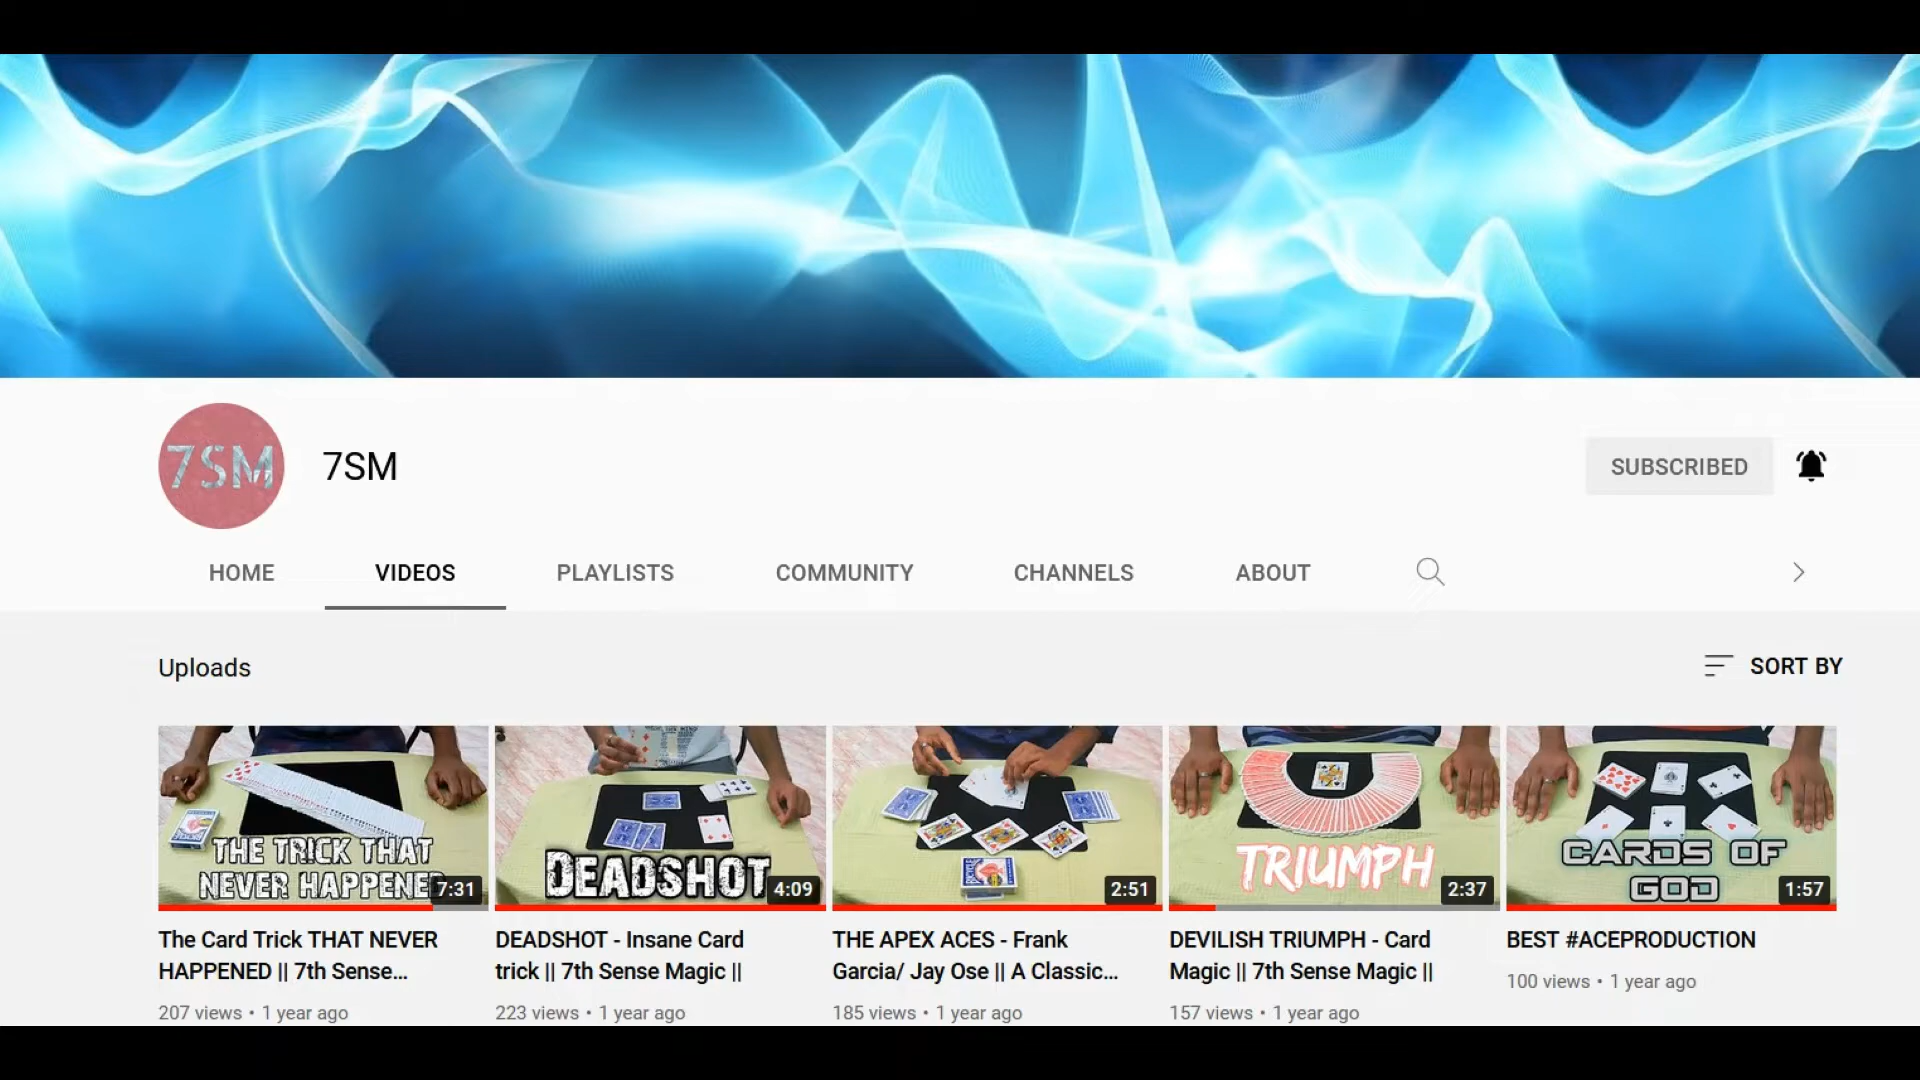 7SM
7SM
SUBSCRIBED
HOME
VIDEOS
PLAYLISTS
COMMUNITY
CHANNELS
ABOUT
Uploads
SORT BY
THE TRICK THAT
NEVER HAPPENED
7:31
DEADSHOT
4:09
2:51
TRIUMPH
2:37
CARDS OF
GOD
1:57
The Card Trick THAT NEVER
HAPPENED || 7th Sense...
207 views • 1 year ago
DEADSHOT - Insane Card
trick || 7th Sense Magic ||
223 views • 1 year ago
THE APEX ACES - Frank
Garcia/ Jay Ose || A Classic...
185 views • 1 year ago
DEVILISH TRIUMPH - Card
Magic || 7th Sense Magic ||
157 views • 1 year ago
BEST #ACEPRODUCTION
100 views • 1 year ago